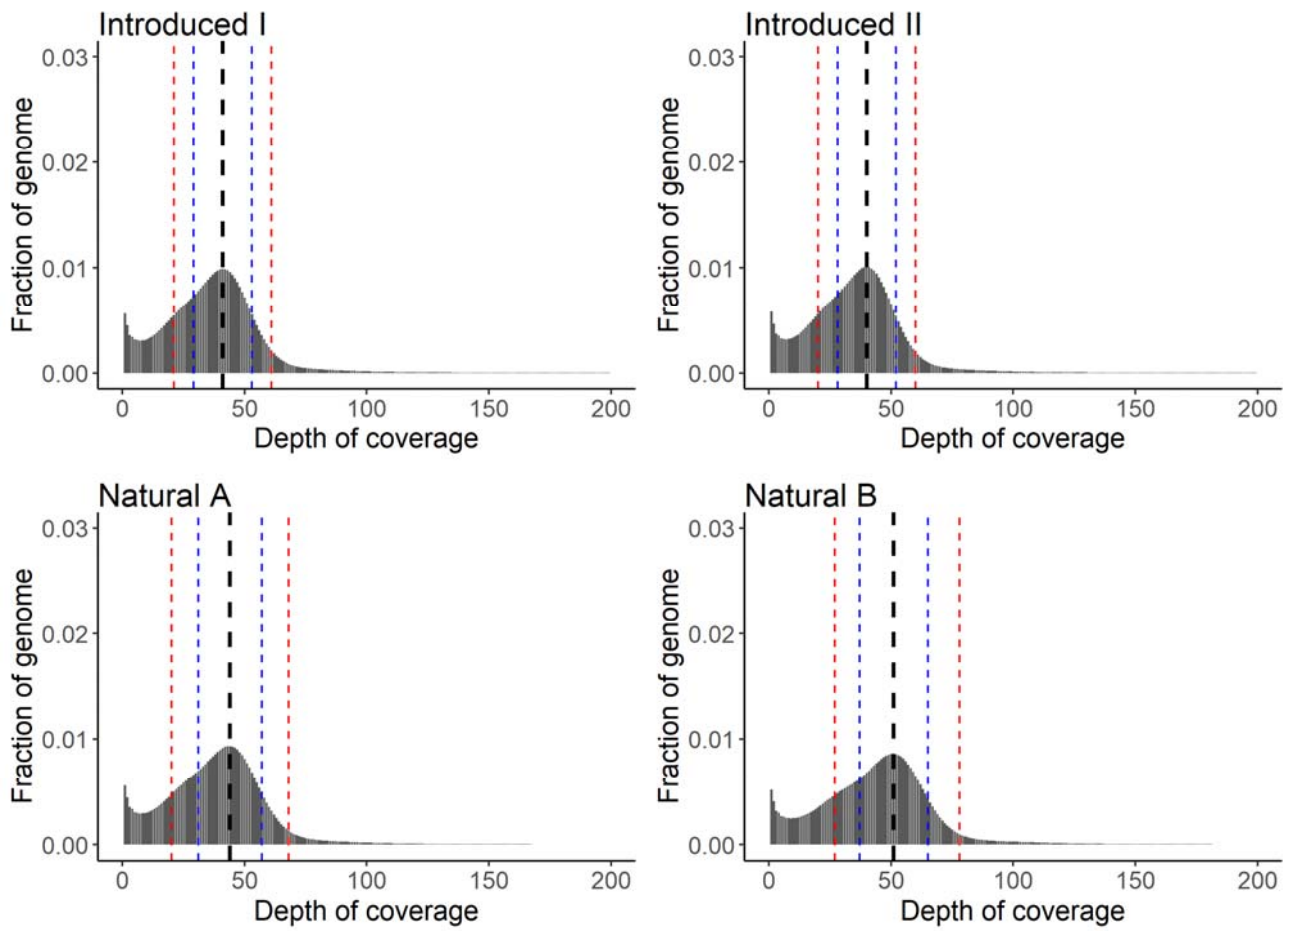 Introduced I
0.03
0.02
0.01
0.00
Fraction of genome
0 50 100 150 200
Depth of coverage
Introduced II
0.03
0.02
0.01
0.00
Fraction of genome
0 50 100 150 200
Depth of coverage
Natural A
0.03
0.02
0.01
0.00
Fraction of genome
0 50 100 150 200
Depth of coverage
Natural B
0.03
0.02
0.01
0.00
Fraction of genome
0 50 100 150 200
Depth of coverage